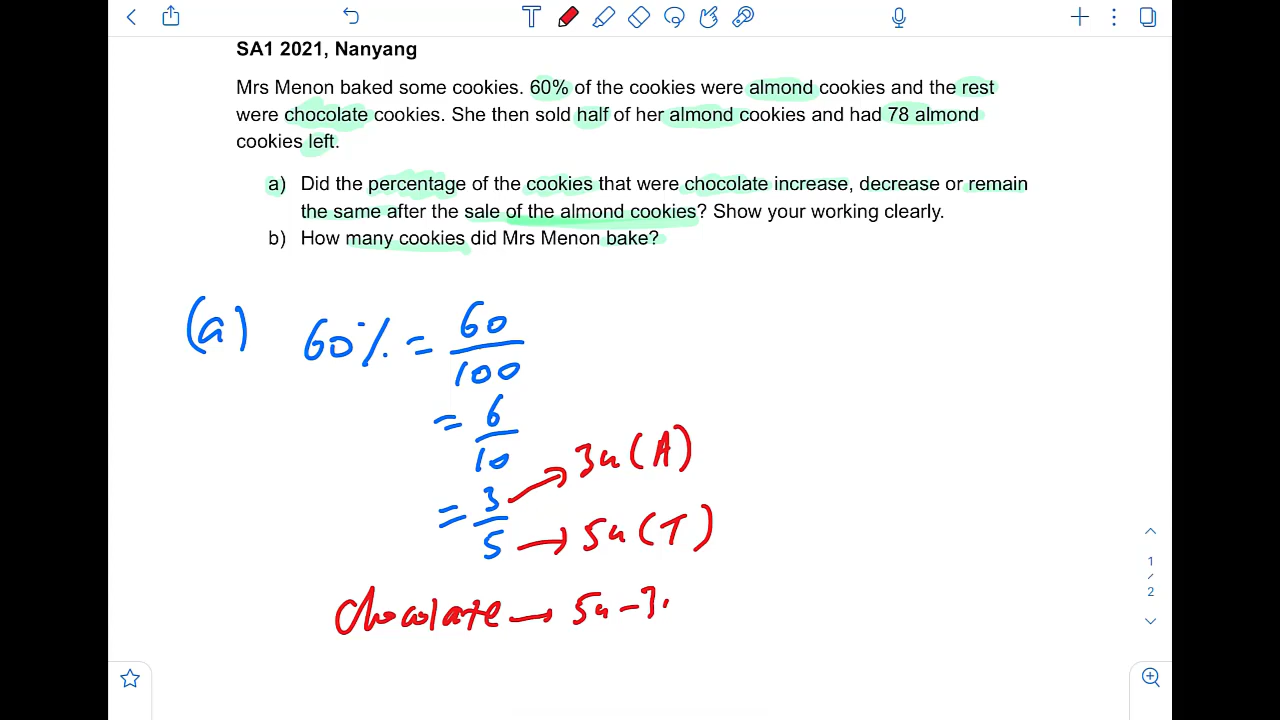 SA1 2021, Nanyang
Mrs Menon baked some cookies. 60% of the cookies were almond cookies and the rest
were chocolate cookies. She then sold half of her almond cookies and had 78 almond
cookies left.
a) Did the percentage of the cookies that were chocolate increase, decrease or remain
the same after the sale of the almond cookies? Show your working clearly.
b) How many cookies did Mrs Menon bake?
(a) 60% = 60/100
= 6/10
= 3/5
→ 3u (A)
→ 5u (T)
Chocolate → 5u - 3
1
/
2